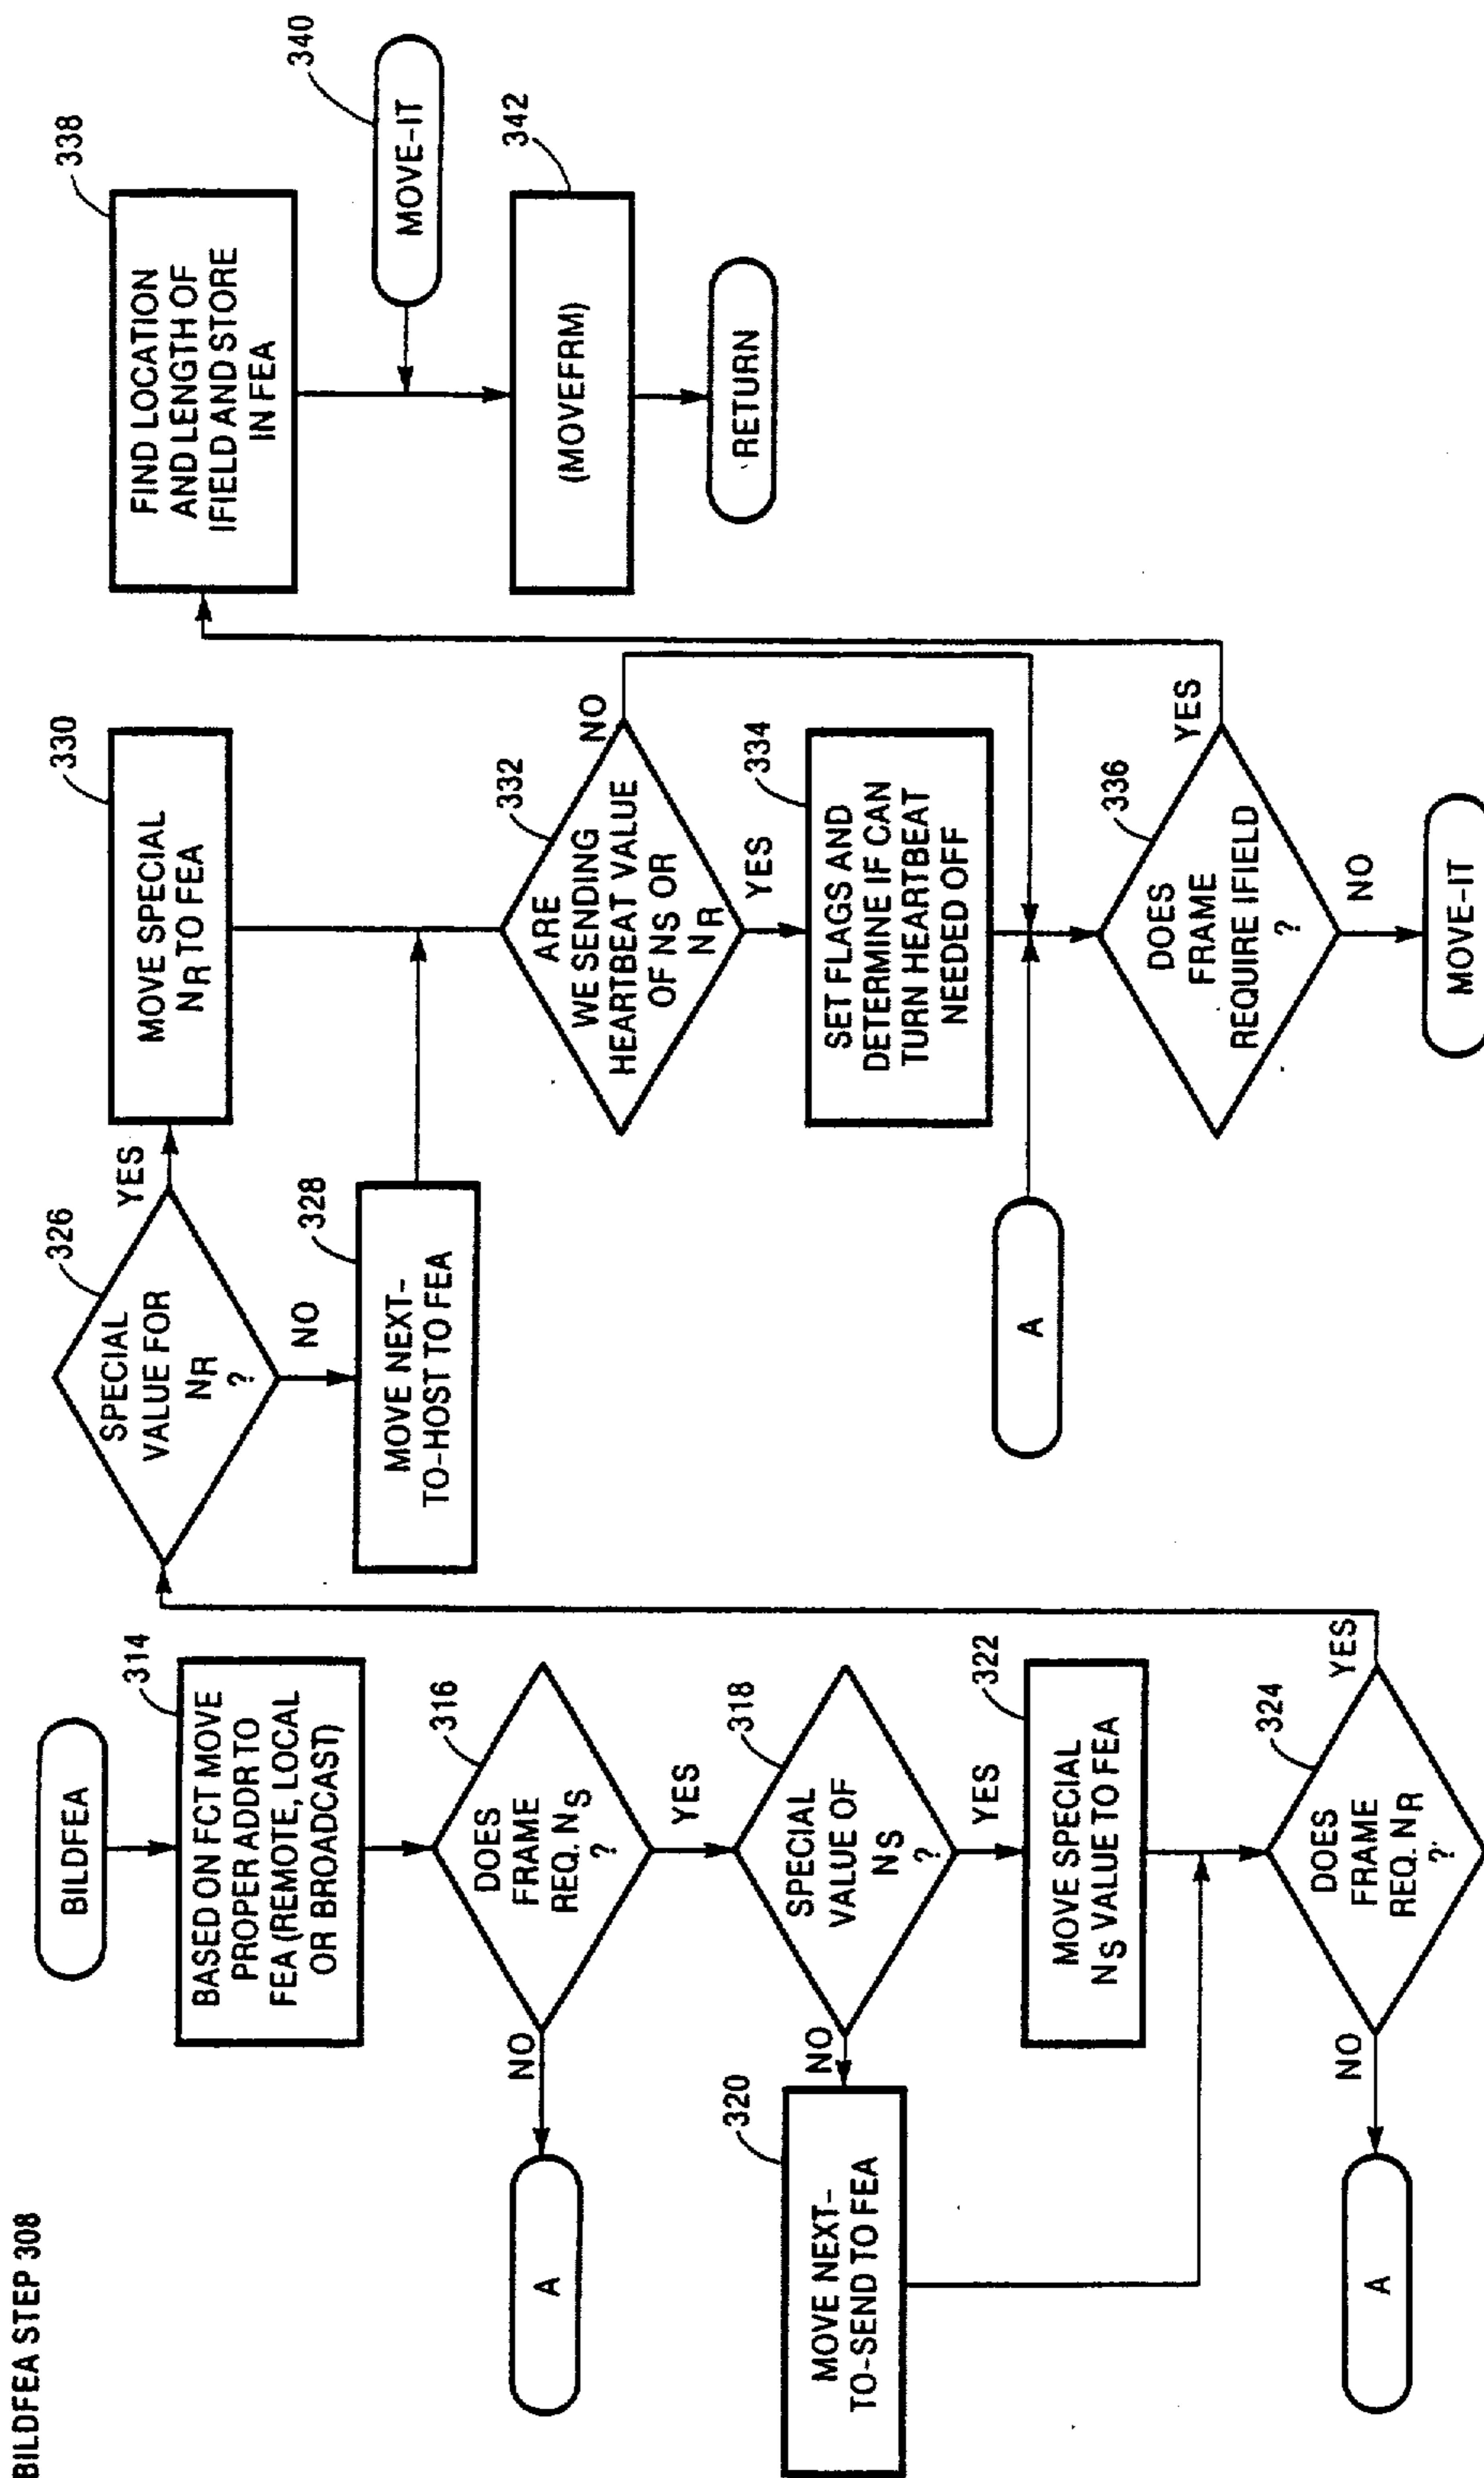 BILDFEA STEP 308
BILDFEA
314
BASED ON FCT MOVE
PROPER ADDR TO
FEA (REMOTE, LOCAL
OR BROADCAST)
316
DOES
FRAME
REQ. NS
?
NO
A
YES
318
SPECIAL
VALUE OF
NS
?
NO
320
MOVE NEXT-
TO-SEND TO FEA
YES
322
MOVE SPECIAL
NS VALUE TO FEA
324
DOES
FRAME
REQ. NR
?
NO
A
YES
326
SPECIAL
VALUE FOR
NR
?
YES
NO
328
MOVE NEXT-
TO-HOST TO FEA
330
MOVE SPECIAL
NR TO FEA
332
ARE
WE SENDING
HEARTBEAT VALUE
OF NS OR
NR
NO
YES
334
SET FLAGS AND
DETERMINE IF CAN
TURN HEARTBEAT
NEEDED OFF
A
336
DOES
FRAME
REQUIRE IFIELD
?
YES
NO
MOVE-IT
338
FIND LOCATION
AND LENGTH OF
IFIELD AND STORE
IN FEA
340
MOVE-IT
342
(MOVEFRM)
RETURN